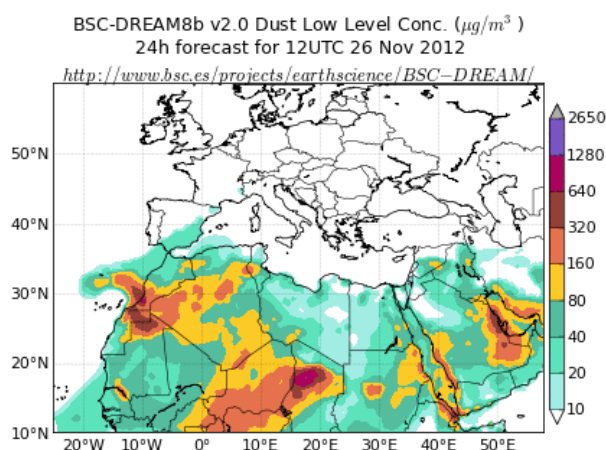 BSC-DREAM8b v2.0 Dust Low Level Conc. (μg/m³ )
24h forecast for 12UTC 26 Nov 2012
http://www.bsc.es/projects/earthscience/BSC−DREAM/
2650
50°N
1280
640
40°N
320
30°N
160
80
20°N
40
20
10°N
10
20°W 10°W 0° 10°E 20°E 30°E 40°E 50°E